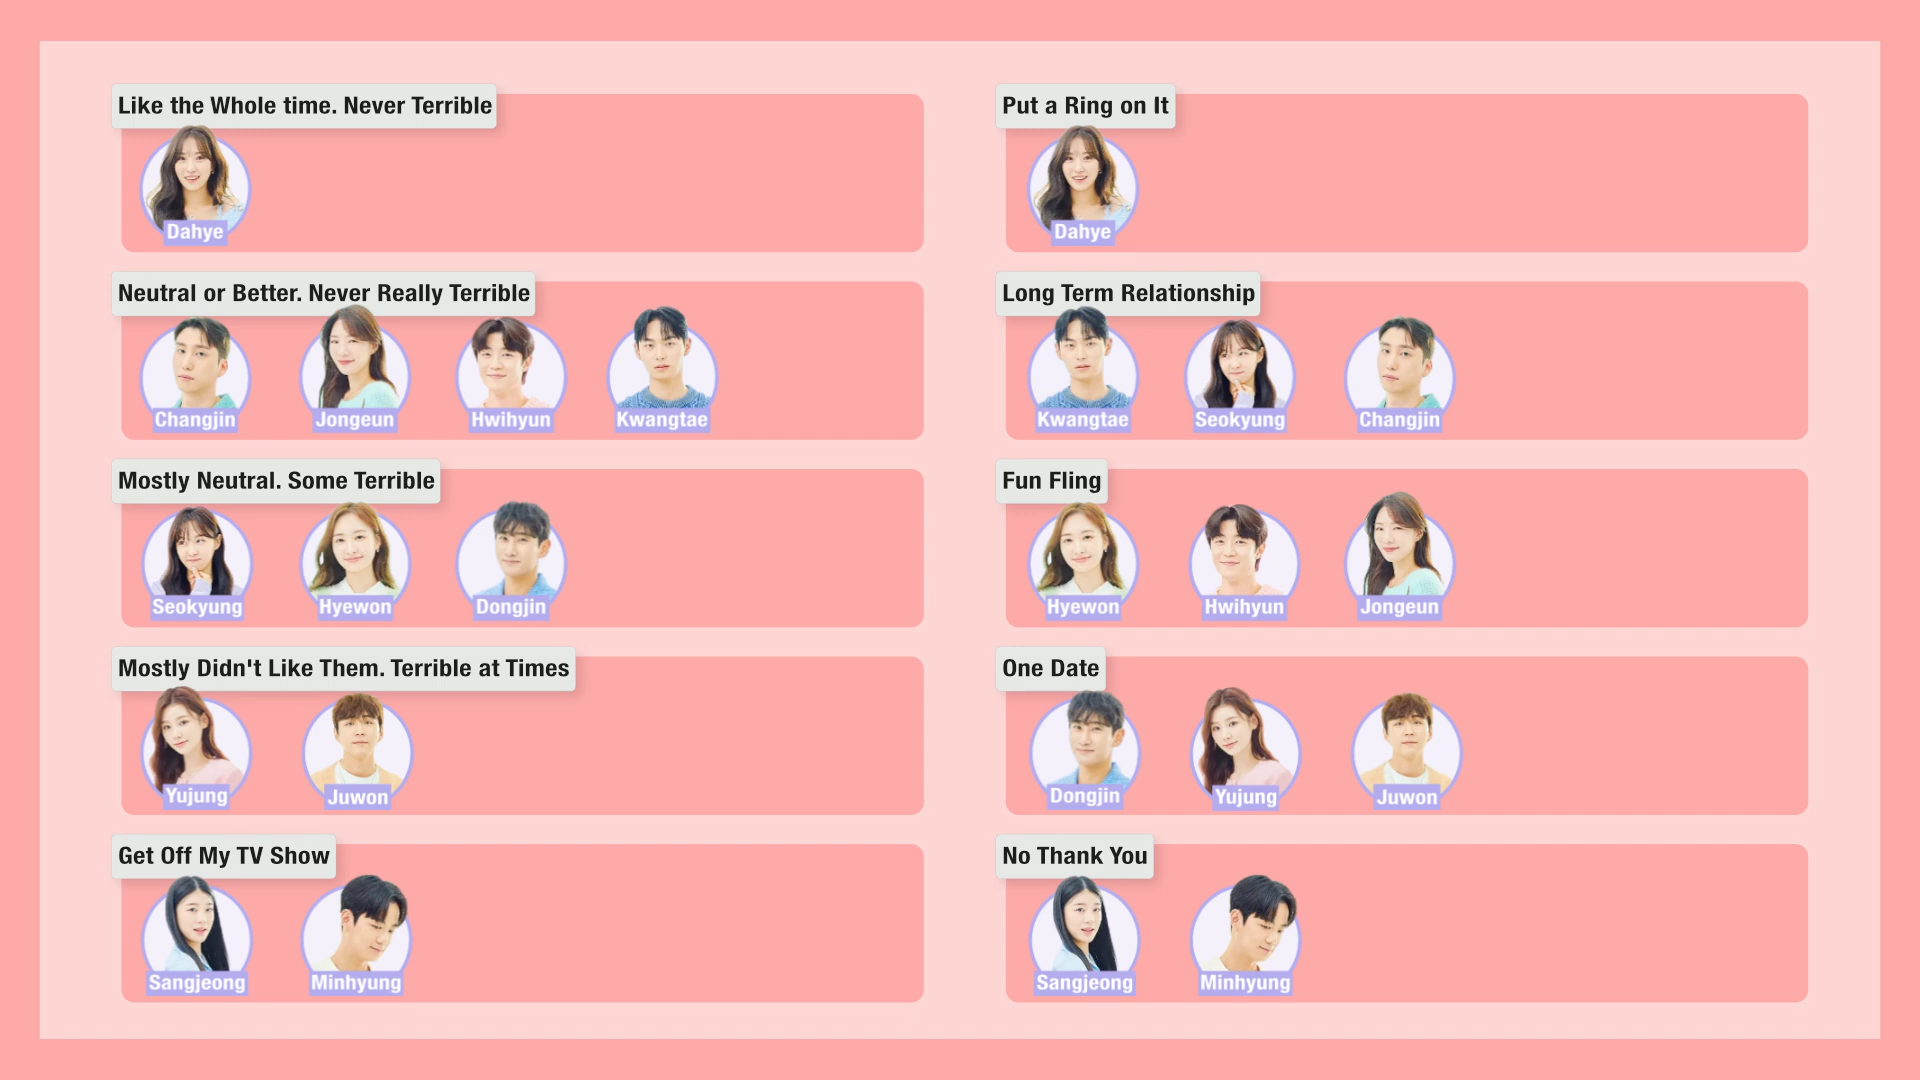 Like the Whole time. Never Terrible
Dahye
Neutral or Better. Never Really Terrible
Changjin Jongeun Hwihyun Kwangtae
Mostly Neutral. Some Terrible
Seokyung Hyewon Dongjin
Mostly Didn't Like Them. Terrible at Times
Yujung Juwon
Get Off My TV Show
Sangjeong Minhyung
Put a Ring on It
Dahye
Long Term Relationship
Kwangtae Seokyung Changjin
Fun Fling
Hyewon Hwihyun Jongeun
One Date
Dongjin Yujung Juwon
No Thank You
Sangjeong Minhyung